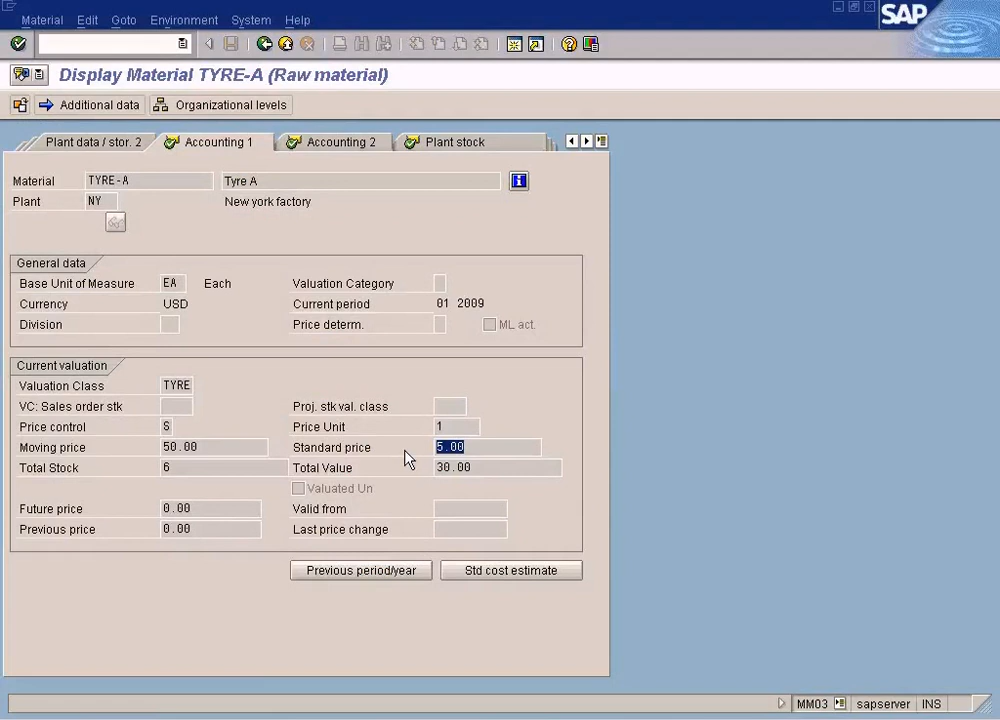 Material Edit Goto Environment System Help
SAP
Display Material TYRE-A (Raw material)
Additional data Organizational levels
Plant data / stor. 2 Accounting 1 Accounting 2 Plant stock
Material TYRE-A Tyre A
Plant NY New york factory
General data
Base Unit of Measure EA Each Valuation Category
Currency USD Current period 01 2009
Division Price determ. ML act.
Current valuation
Valuation Class TYRE
VC: Sales order stk Proj. stk val. class
Price control S Price Unit 1
Moving price 50.00 Standard price 5.00
Total Stock 6 Total Value 30.00
Valuated Un
Future price 0.00 Valid from
Previous price 0.00 Last price change
Previous period/year Std cost estimate
MM03 sapserver INS